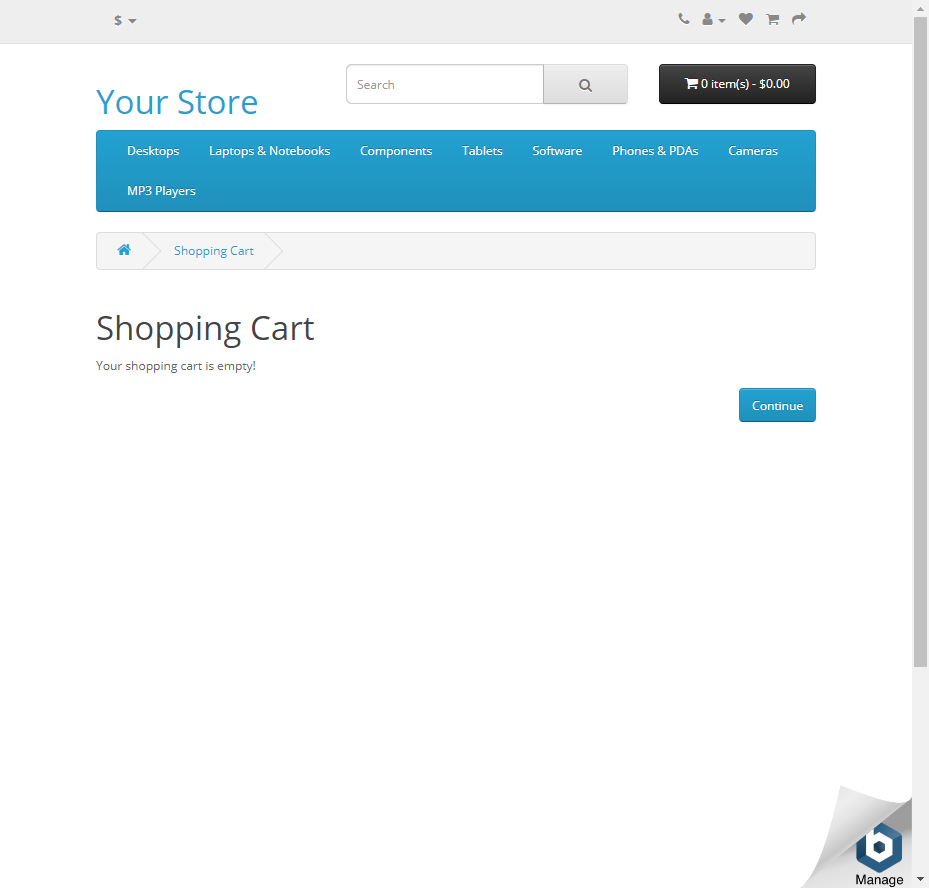 $
Your Store
Search
0 item(s) - $0.00
Desktops
Laptops & Notebooks
Components
Tablets
Software
Phones & PDAs
Cameras
MP3 Players
Shopping Cart
Shopping Cart
Your shopping cart is empty!
Continue
b
Manage